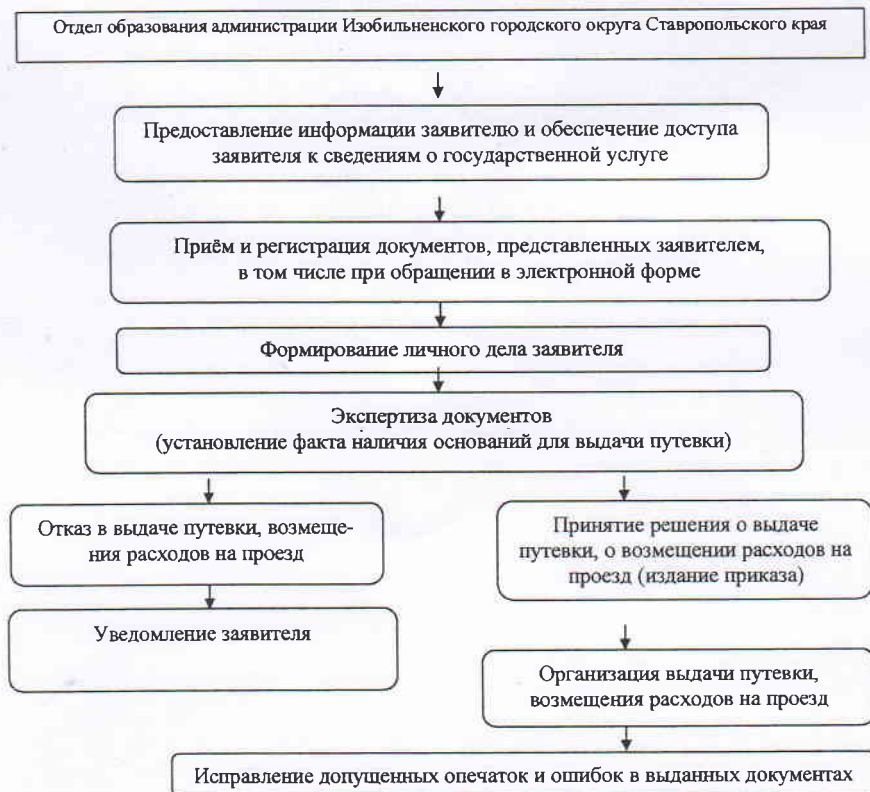 Отдел образования администрации Изобильненского городского округа Ставропольского края
Предоставление информации заявителю и обеспечение доступа
заявителя к сведениям о государственной услуге
Приём и регистрация документов, представленных заявителем,
в том числе при обращении в электронной форме
Формирование личного дела заявителя
Экспертиза документов
(установление факта наличия оснований для выдачи путевки)
Отказ в выдаче путевки, возмеще-
ния расходов на проезд
Уведомление заявителя
Принятие решения о выдаче
путевки, о возмещении расходов на
проезд (издание приказа)
Организация выдачи путевки,
возмещения расходов на проезд
Исправление допущенных опечаток и ошибок в выданных документах